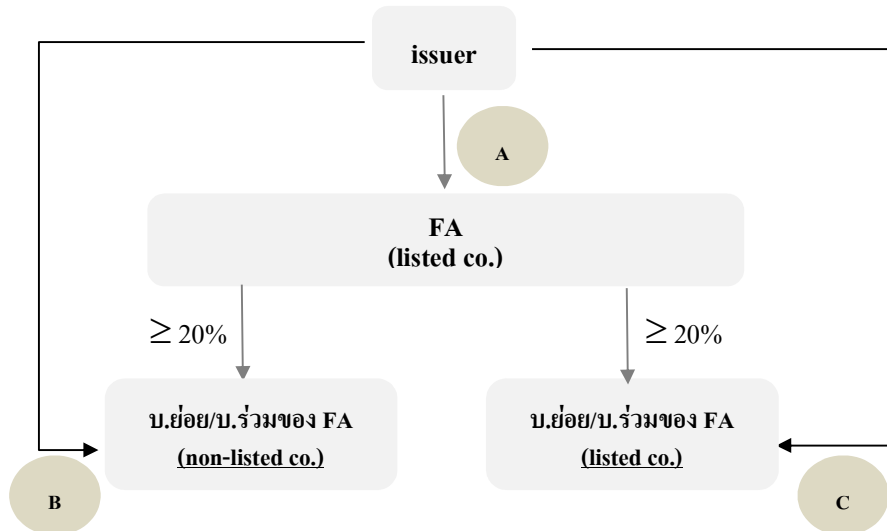 issuer
A
FA
(listed co.)
≥ 20%
≥ 20%
บ.ย่อย/บ.ร่วมของ FA
(non-listed co.)
บ.ย่อย/บ.ร่วมของ FA
(listed co.)
B
C